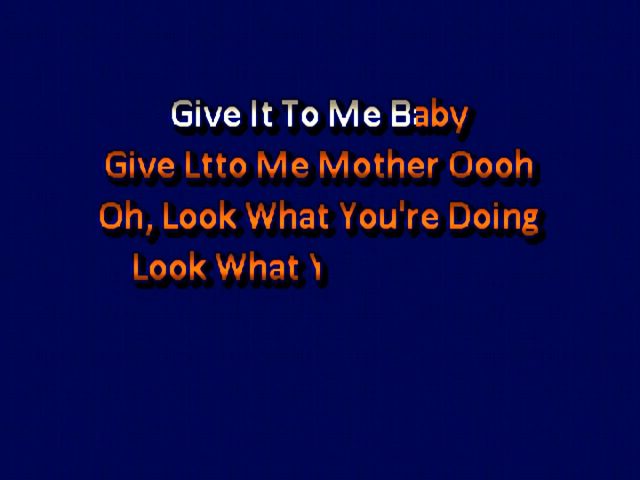 Give It To Me Baby
Give Ltto Me Mother Oooh
Oh, Look What You're Doing
Look What